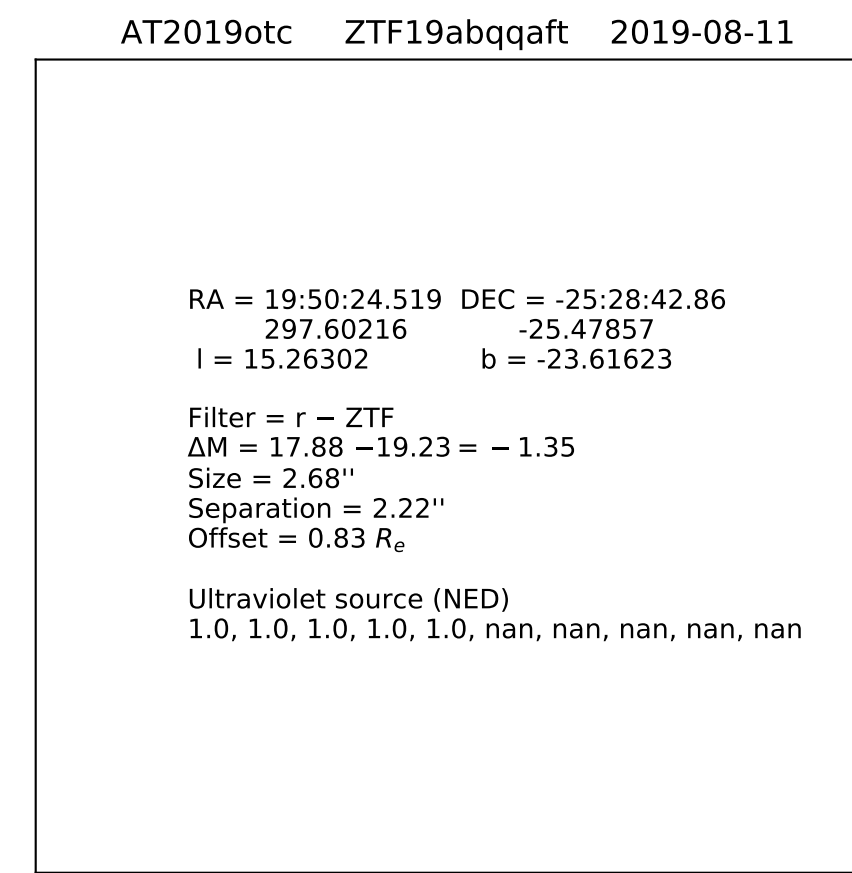 AT2019otc ZTF19abqqaft 2019-08-11
RA = 19:50:24.519 DEC = -25:28:42.86
297.60216 -25.47857
l = 15.26302 b = -23.61623
Filter = r − ZTF
ΔM = 17.88 −19.23 = − 1.35
Size = 2.68''
Separation = 2.22''
Offset = 0.83 Re
Ultraviolet source (NED)
1.0, 1.0, 1.0, 1.0, 1.0, nan, nan, nan, nan, nan